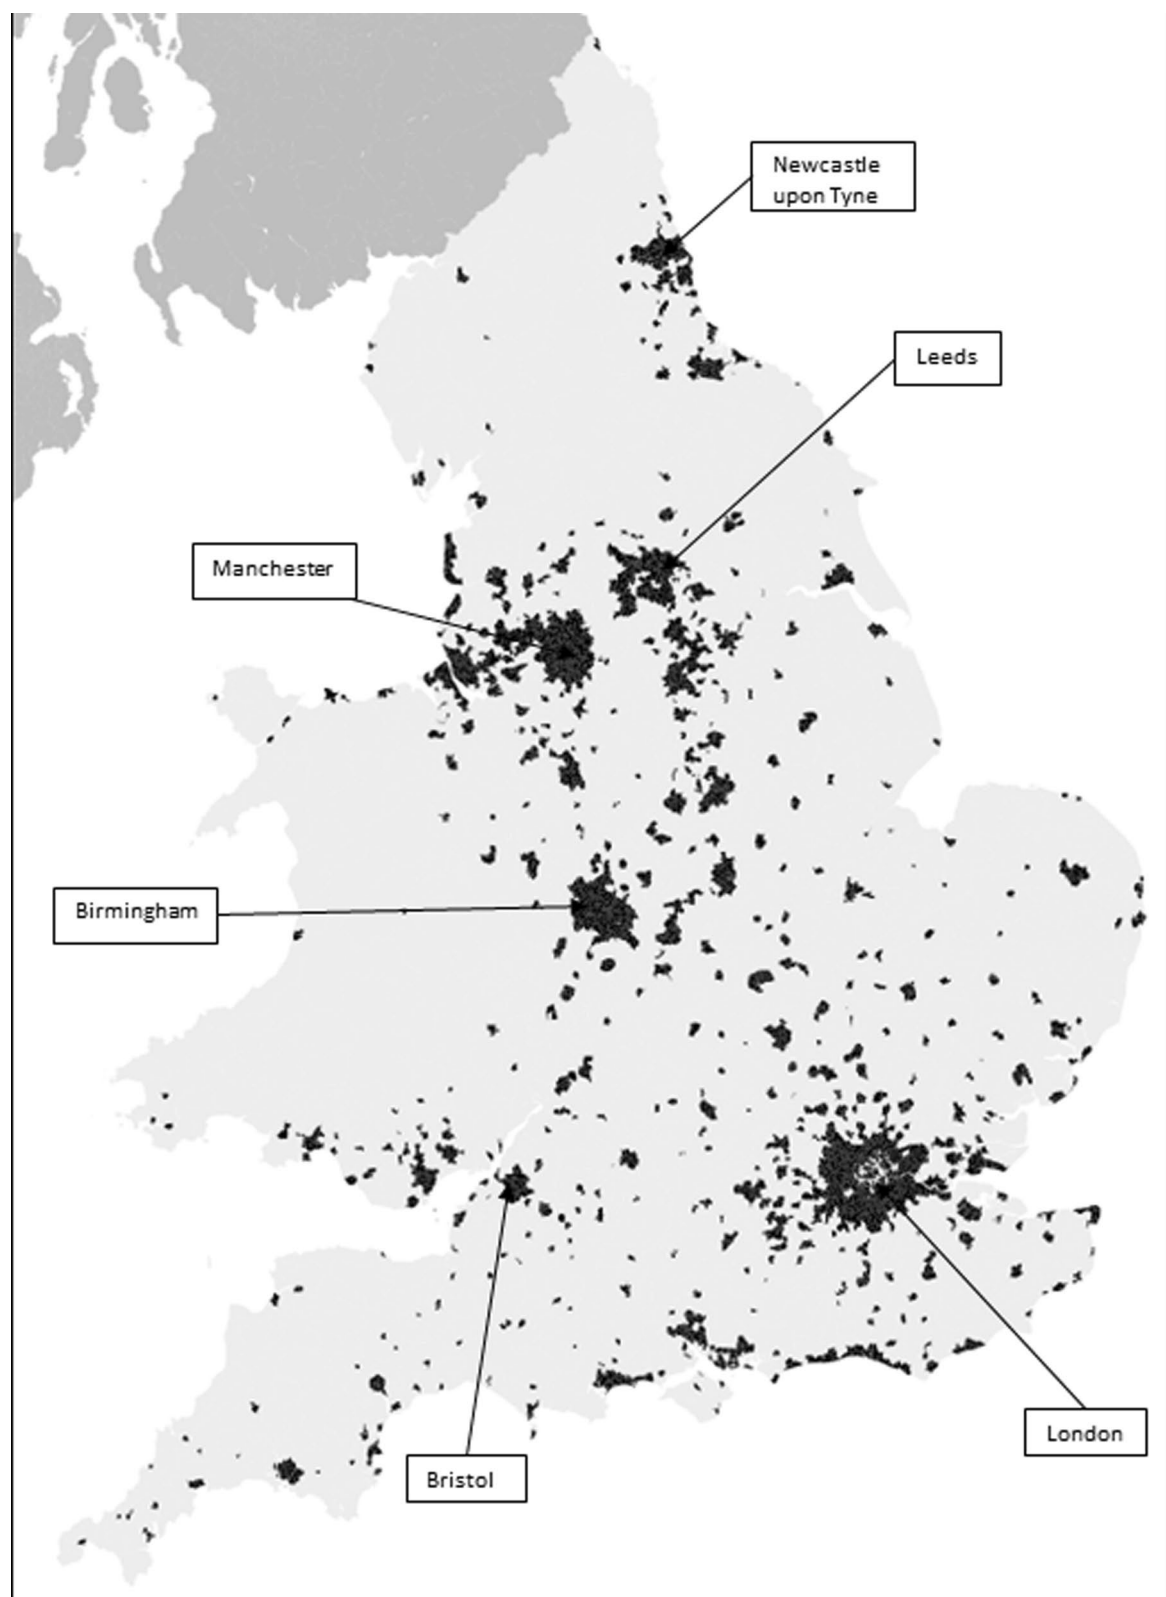 Newcastle
upon Tyne
Leeds
Manchester
Birmingham
London
Bristol